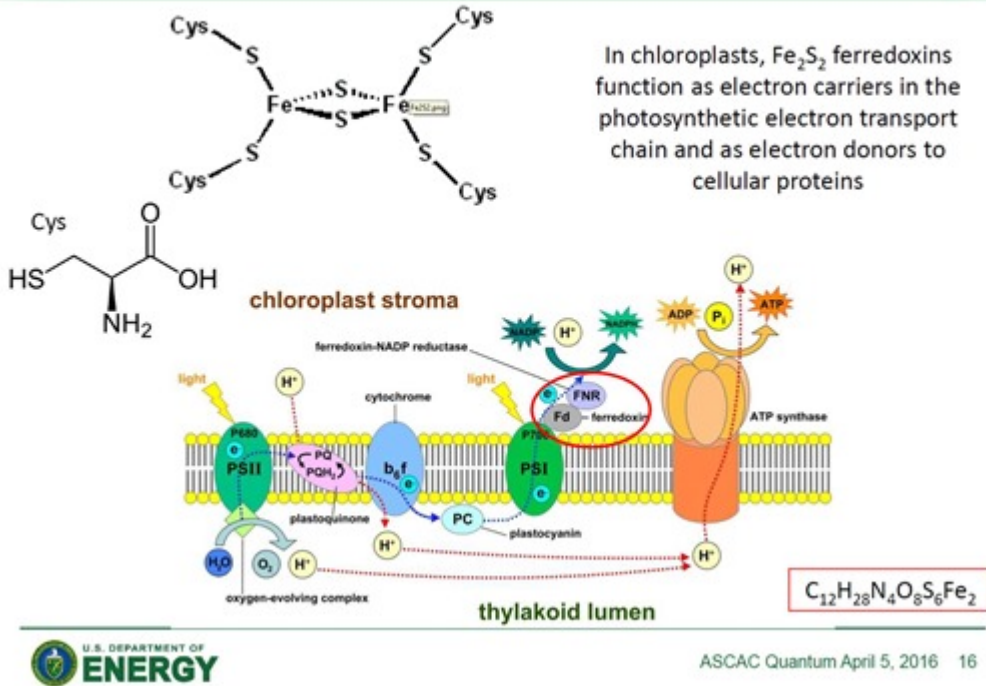 Cys
Cys
S
S
Fe
S
Fe
Fe2S2.png
S
S
S
Cys
Cys
In chloroplasts, Fe₂S₂ ferredoxins
function as electron carriers in the
photosynthetic electron transport
chain and as electron donors to
cellular proteins
Cys
O
HS
OH
NH₂
chloroplast stroma
H⁺
ADP
Pᵢ
ATP
NADP
H⁺
NADPH
ferredoxin-NADP reductase
light
H⁺
cytochrome
light
e⁻
FNR
Fd
ferredoxin
ATP synthase
P680
e⁻
PSII
PQ
PQH₂
b₆f
e⁻
P700
PSI
e⁻
plastoquinone
PC
plastocyanin
H₂O
O₂
H⁺
H⁺
H⁺
oxygen-evolving complex
thylakoid lumen
C₁₂H₂₈N₄O₈S₆Fe₂
U.S. DEPARTMENT OF
ENERGY
ASCAC Quantum April 5, 2016 16